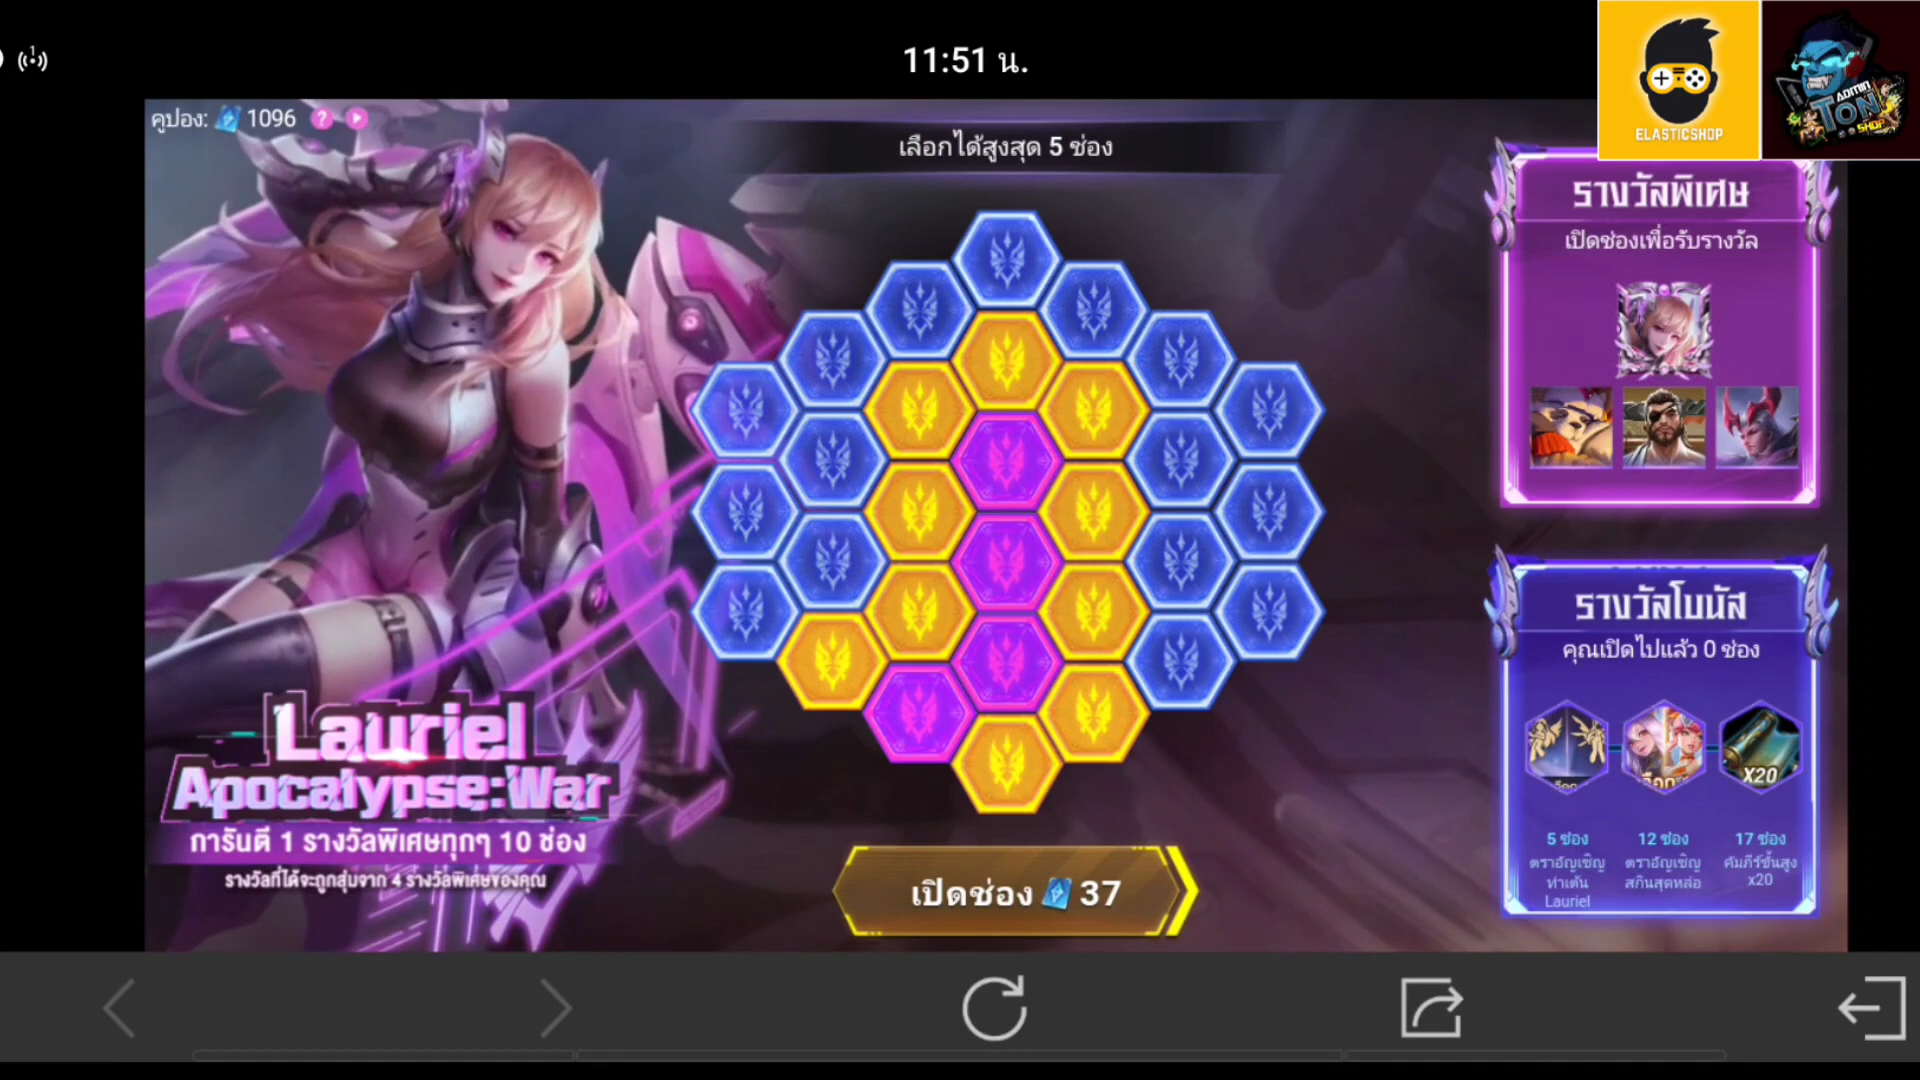 11:51 น.
ELASTICSHOP
ADMIN
TON
SHOP
คูปอง: 1096
เลือกได้สูงสุด 5 ช่อง
รางวัลพิเศษ
เปิดช่องเพื่อรับรางวัล
รางวัลโบนัส
คุณเปิดไปแล้ว 0 ช่อง
X20
5 ช่อง
ตราอัญเชิญ
ท่าเต้น
Lauriel
12 ช่อง
ตราอัญเชิญ
สกินสุดหล่อ
17 ช่อง
คัมภีร์ขั้นสูง
x20
Lauriel
Apocalypse:War
การันตี 1 รางวัลพิเศษทุกๆ 10 ช่อง
รางวัลที่ได้จะถูกสุ่มจาก 4 รางวัลพิเศษของคุณ
เปิดช่อง 37